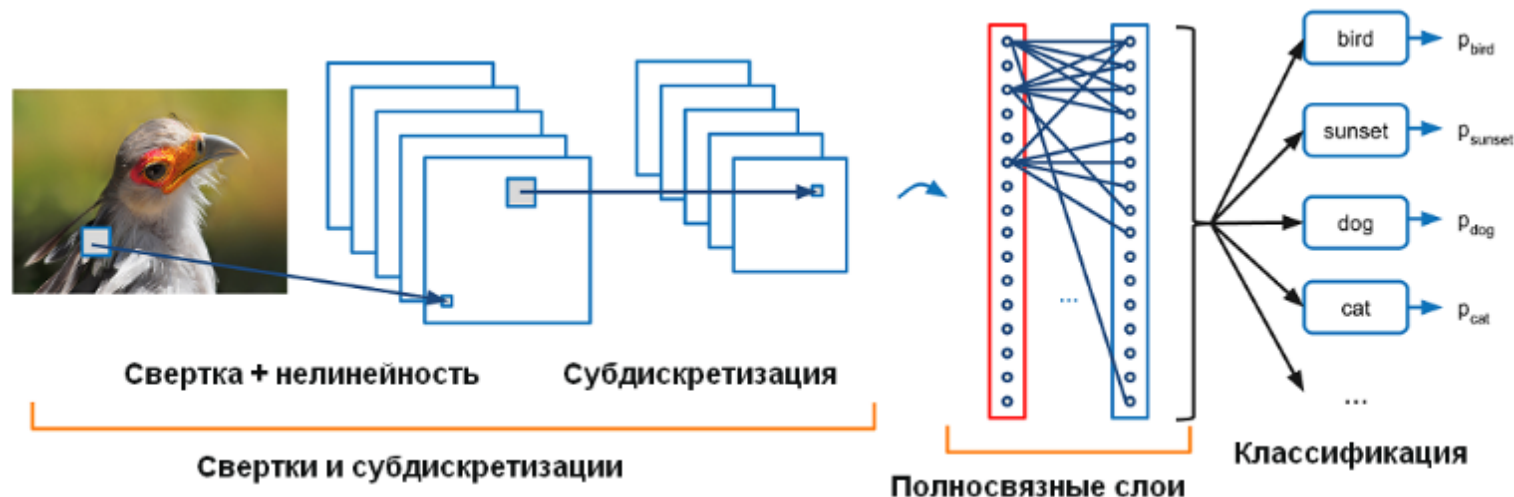 bird
p_bird
sunset
p_sunset
dog
p_dog
cat
p_cat
...
...
Свертка + нелинейность
Субдискретизация
Свертки и субдискретизации
Полносвязные слои
Классификация